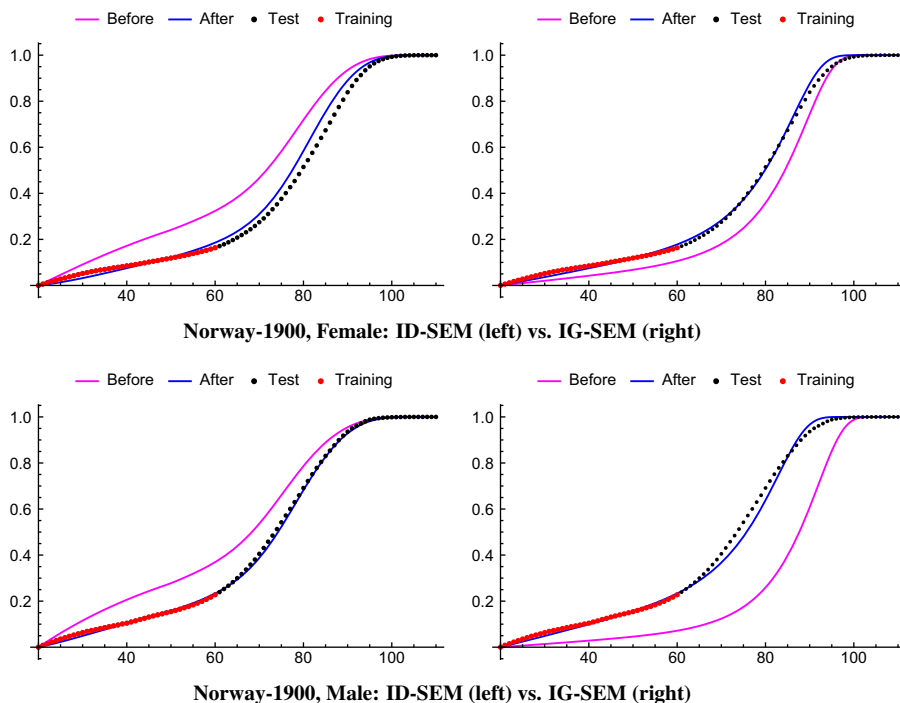 Before After Test Training Before After Test Training
1.0 1.0
0.8 0.8
0.6 0.6
0.4 0.4
0.2 0.2
40 60 80 100 40 60 80 100
Norway-1900, Female: ID-SEM (left) vs. IG-SEM (right)
Before After Test Training Before After Test Training
1.0 1.0
0.8 0.8
0.6 0.6
0.4 0.4
0.2 0.2
40 60 80 100 40 60 80 100
Norway-1900, Male: ID-SEM (left) vs. IG-SEM (right)